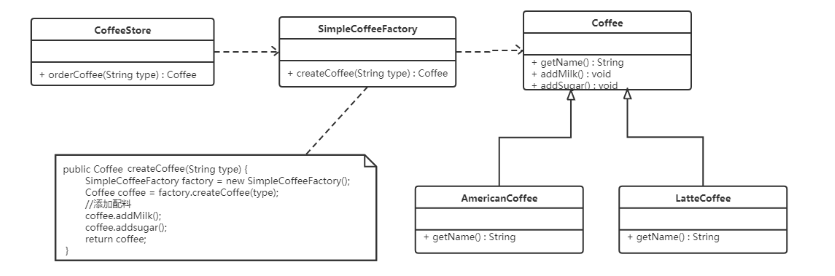 CoffeeStore
+ orderCoffee(String type) : Coffee
SimpleCoffeeFactory
+ createCoffee(String type) : Coffee
Coffee
+ getName() : String
+ addMilk() : void
+ addSugar() : void
public Coffee createCoffee(String type) {
SimpleCoffeeFactory factory = new SimpleCoffeeFactory();
Coffee coffee = factory.createCoffee(type);
//添加配料
coffee.addMilk();
coffee.addsugar();
return coffee;
}
AmericanCoffee
+ getName() : String
LatteCoffee
+ getName() : String